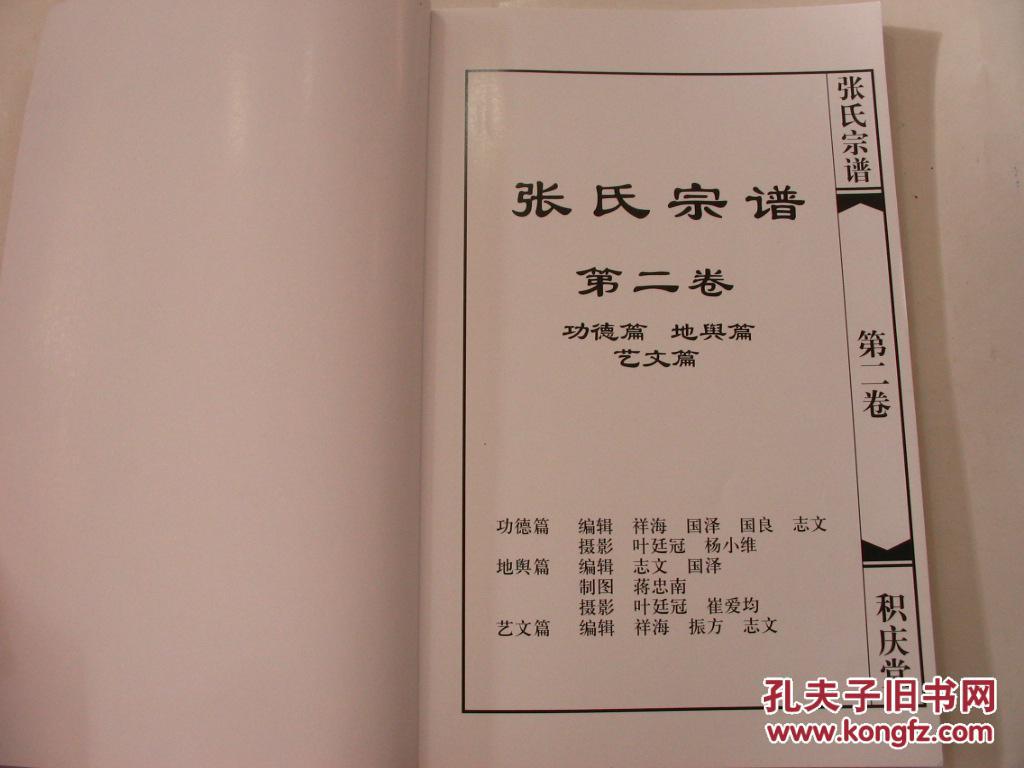 张氏宗谱
第二卷
功德篇 地舆篇
艺文篇
功德篇 编辑 祥海 国泽 国良 志文
摄影 叶廷冠 杨小维
地舆篇 编辑 志文 国泽
制图 蒋忠南
摄影 叶廷冠 崔爱均
艺文篇 编辑 祥海 振方 志文
张氏宗谱
第二卷
积庆堂
孔夫子旧书网
www.kongfz.com